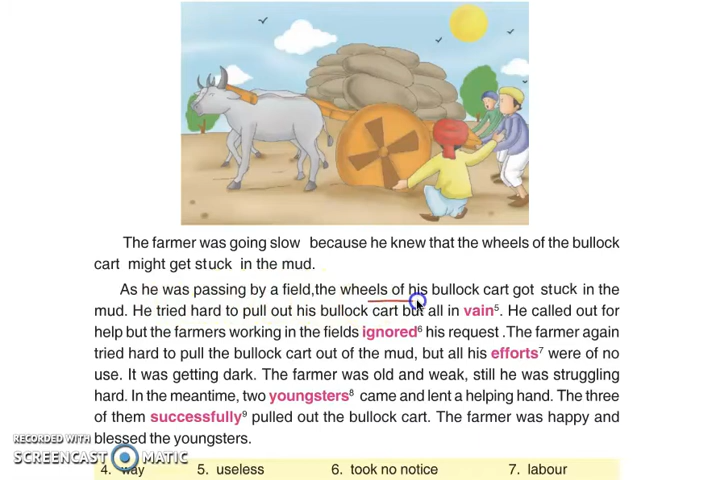 The farmer was going slow because he knew that the wheels of the bullock
cart might get stuck in the mud.
As he was passing by a field,the wheels of his bullock cart got stuck in the
mud. He tried hard to pull out his bullock cart but all in vain⁵. He called out for
help but the farmers working in the fields ignored⁶ his request .The farmer again
tried hard to pull the bullock cart out of the mud, but all his efforts⁷ were of no
use. It was getting dark. The farmer was old and weak, still he was struggling
hard. In the meantime, two youngsters⁸ came and lent a helping hand. The three
of them successfully⁹ pulled out the bullock cart. The farmer was happy and
blessed the youngsters.
RECORDED WITH
SCREENCAST MATIC
4. way 5. useless 6. took no notice 7. labour